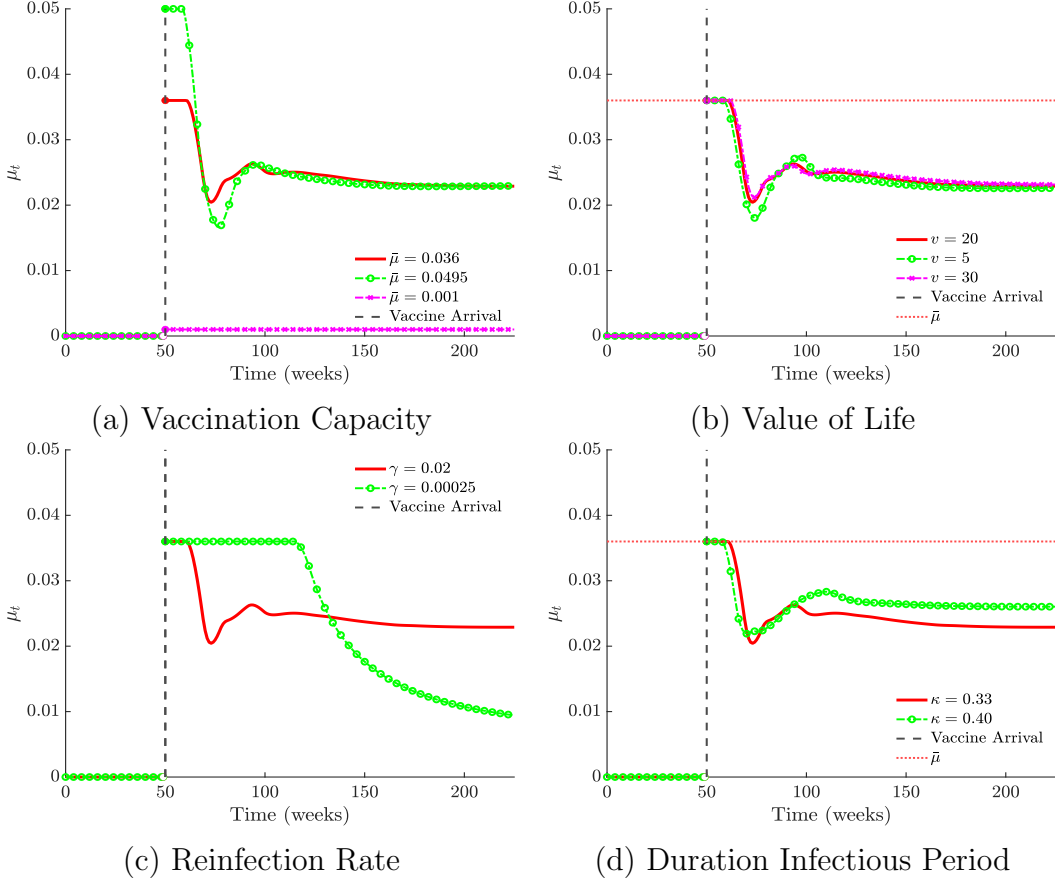 0.05
0.04
0.03
0.02
0.01
0
μₜ
μ̄ = 0.036
μ̄ = 0.0495
μ̄ = 0.001
Vaccine Arrival
0 50 100 150 200
Time (weeks)
(a) Vaccination Capacity
0.05
0.04
0.03
0.02
0.01
0
μₜ
v = 20
v = 5
v = 30
Vaccine Arrival
μ̄
0 50 100 150 200
Time (weeks)
(b) Value of Life
0.05
0.04
0.03
0.02
0.01
0
μₜ
γ = 0.02
γ = 0.00025
Vaccine Arrival
0 50 100 150 200
Time (weeks)
(c) Reinfection Rate
0.05
0.04
0.03
0.02
0.01
0
μₜ
κ = 0.33
κ = 0.40
Vaccine Arrival
μ̄
0 50 100 150 200
Time (weeks)
(d) Duration Infectious Period